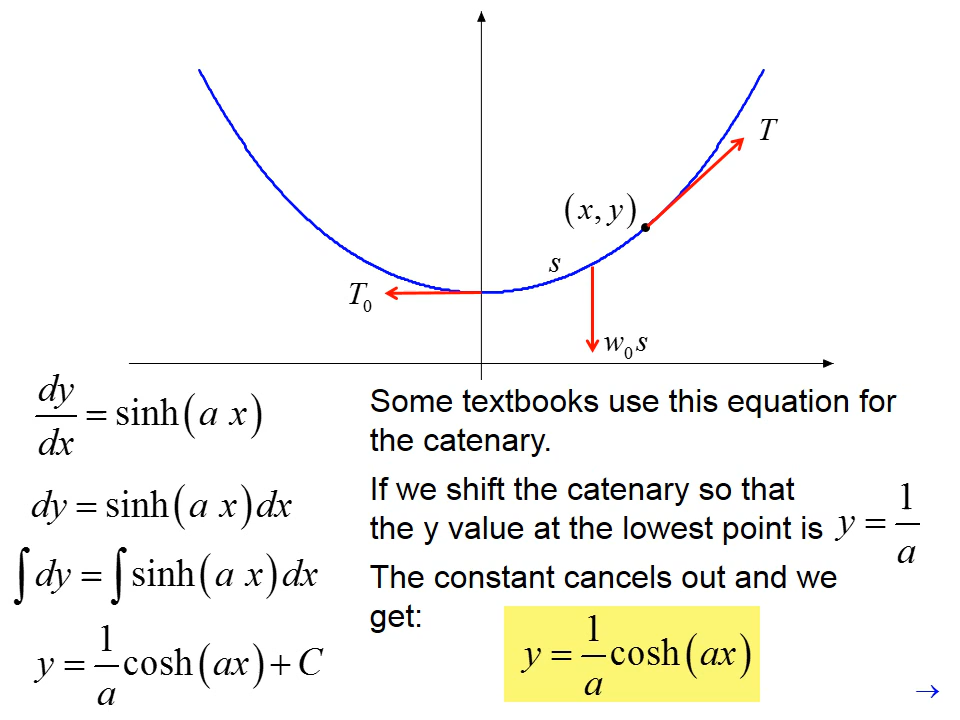 T
(x, y)
s
T₀
w₀s
dy/dx = sinh(a x)
dy = sinh(a x)dx
∫dy = ∫sinh(a x)dx
y = 1/a cosh(ax) + C
Some textbooks use this equation for
the catenary.
If we shift the catenary so that
the y value at the lowest point is y = 1/a
The constant cancels out and we
get:
y = 1/a cosh(ax)
→